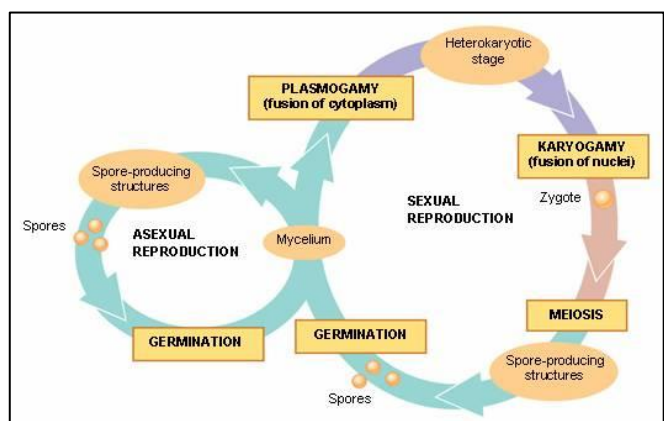 Heterokaryotic
stage
PLASMOGAMY
(fusion of cytoplasm)
KARYOGAMY
(fusion of nuclei)
Spore-producing
structures
SEXUAL
REPRODUCTION
Zygote
Spores
ASEXUAL
REPRODUCTION
Mycelium
MEIOSIS
GERMINATION
GERMINATION
Spore-producing
structures
Spores